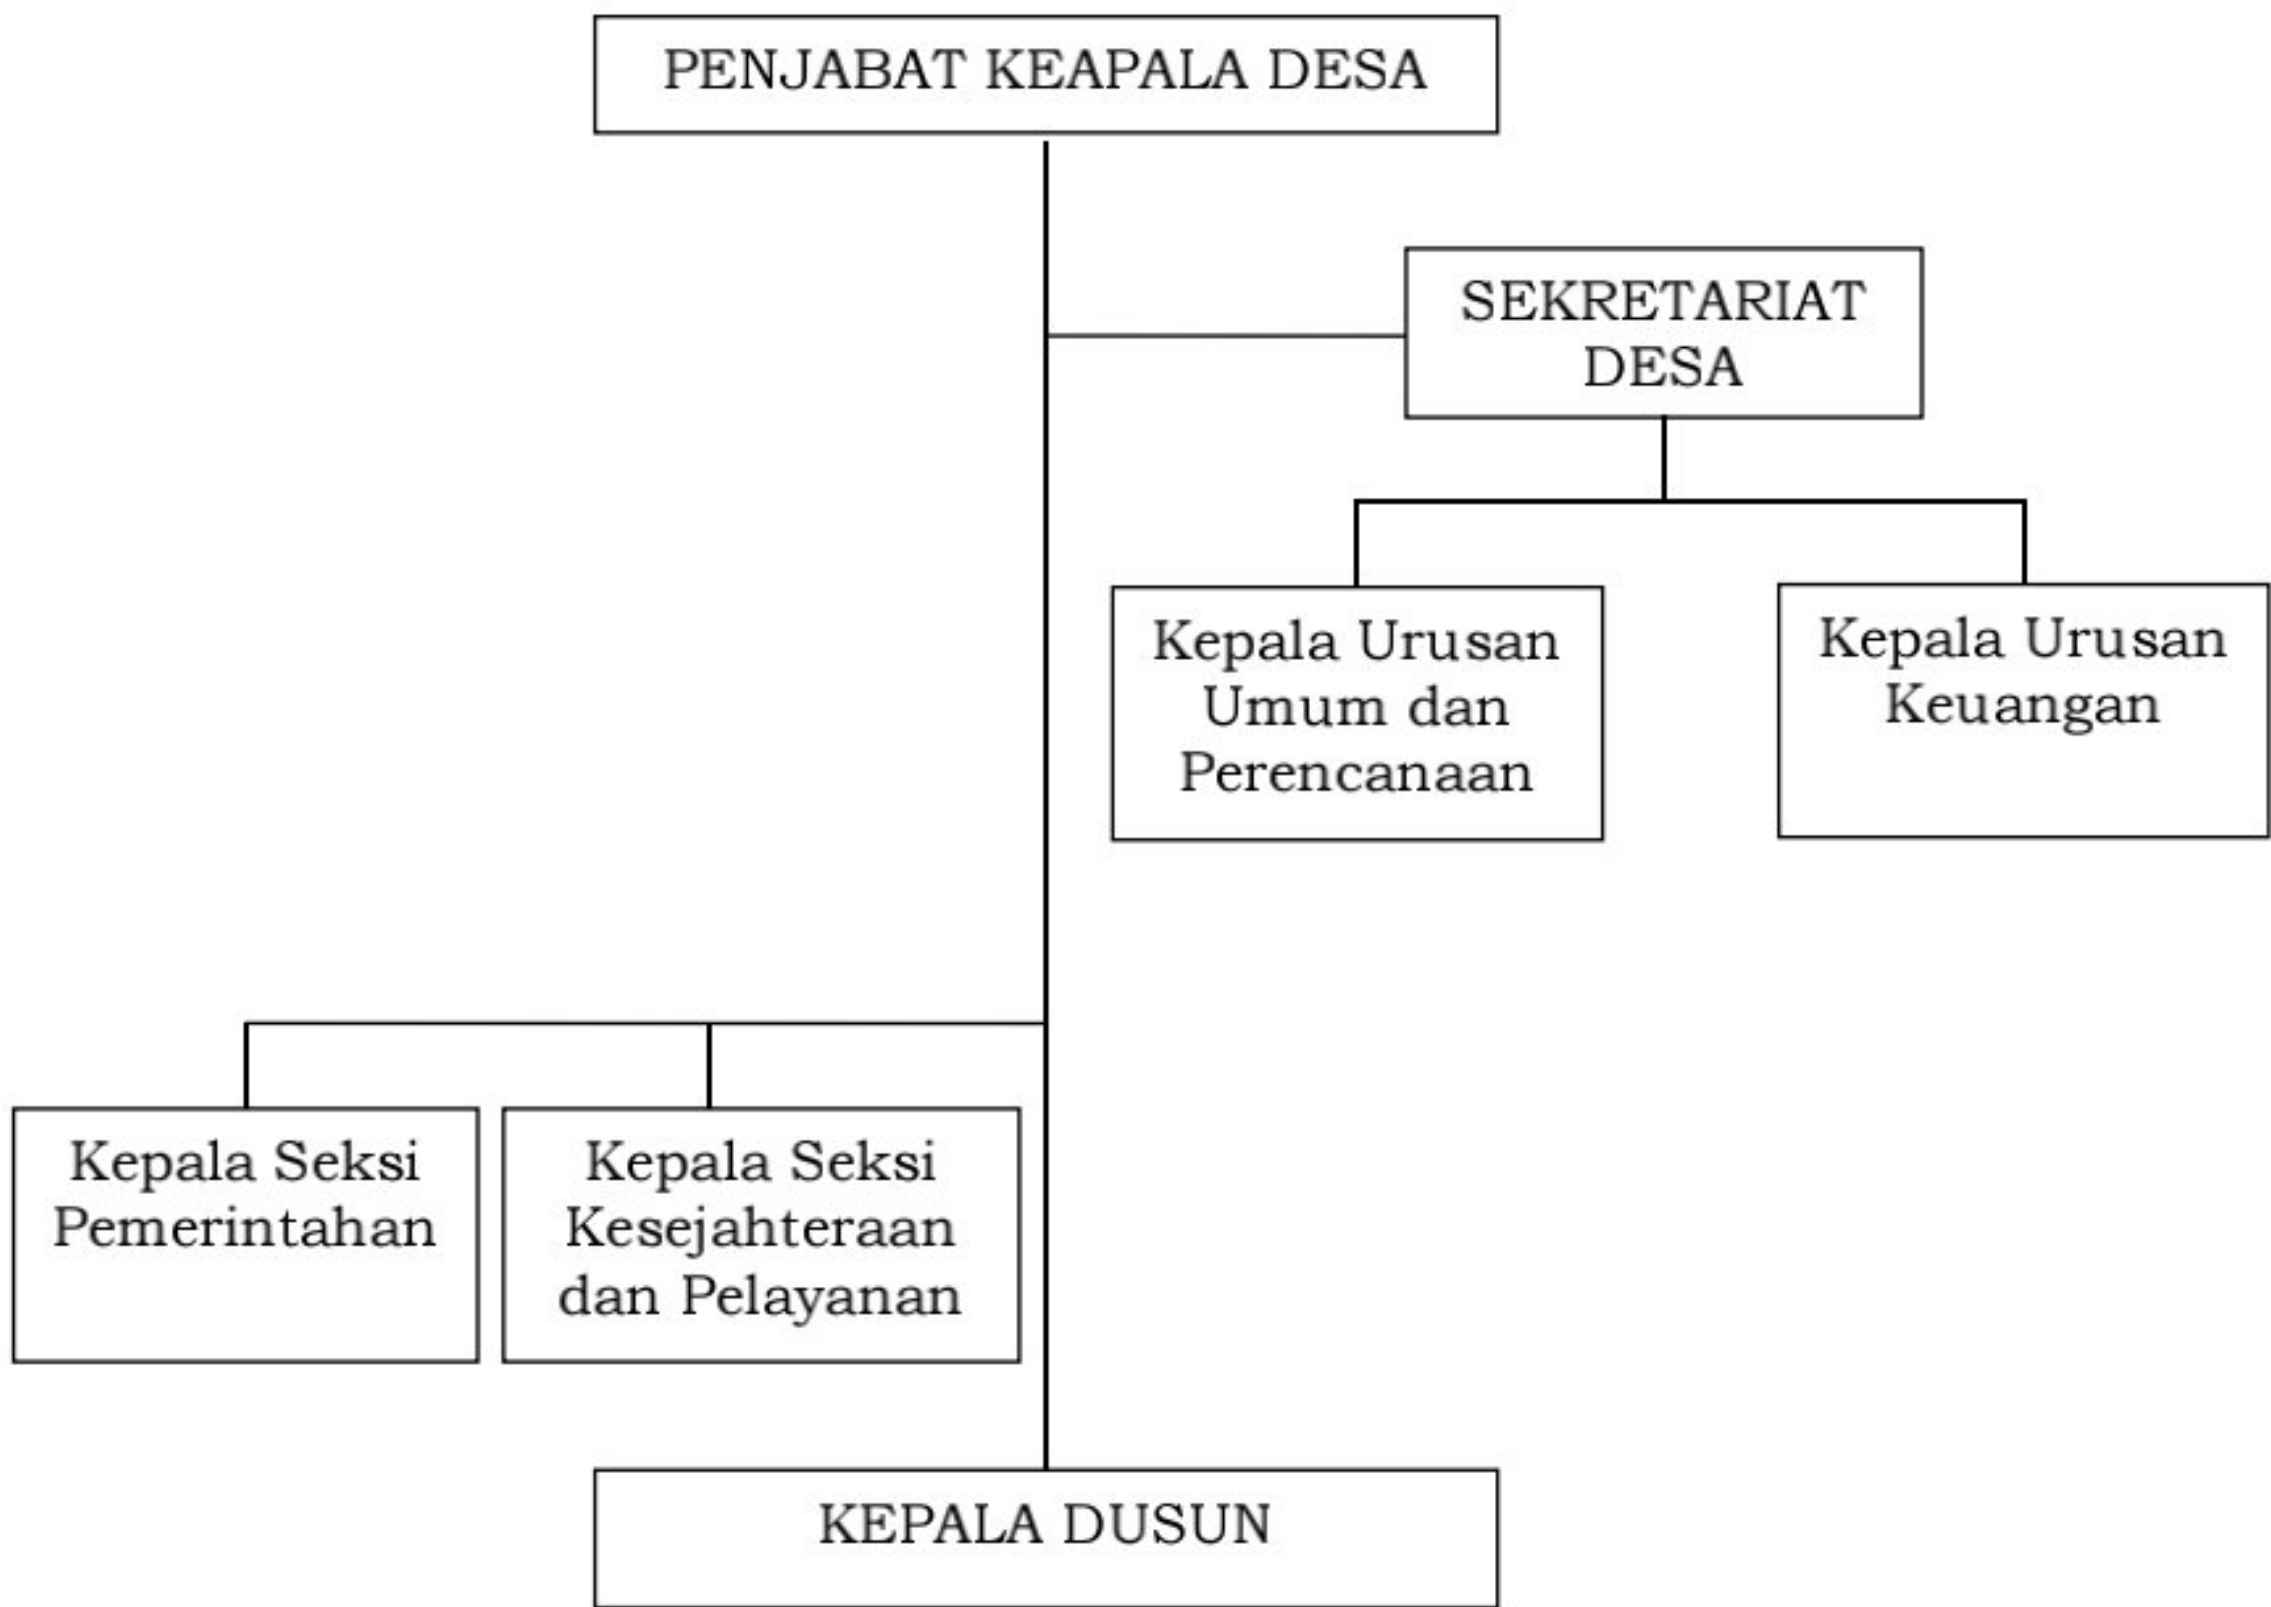 PENJABAT KEAPALA DESA
SEKRETARIAT
DESA
Kepala Urusan
Umum dan
Perencanaan
Kepala Urusan
Keuangan
Kepala Seksi
Pemerintahan
Kepala Seksi
Kesejahteraan
dan Pelayanan
KEPALA DUSUN